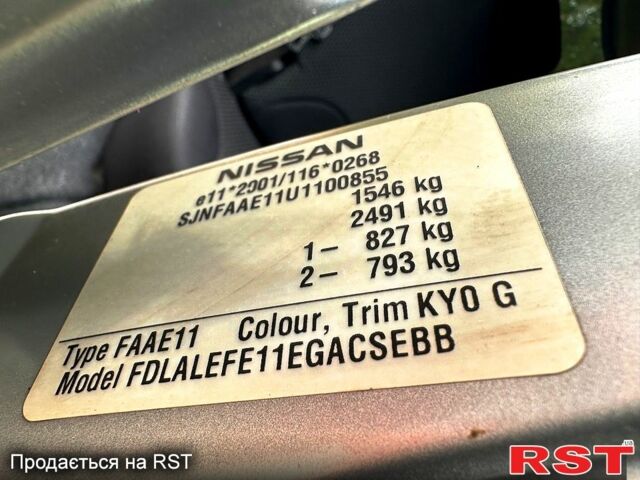 NISSAN
e11*2001/116*0268
SJNFAAE11U1100855
1546 kg
2491 kg
1– 827 kg
2– 793 kg
Type FAAE11 Colour, Trim KY0 G
Model FDLALEFE11EGACSEBB
Продається на RST
RST.UA